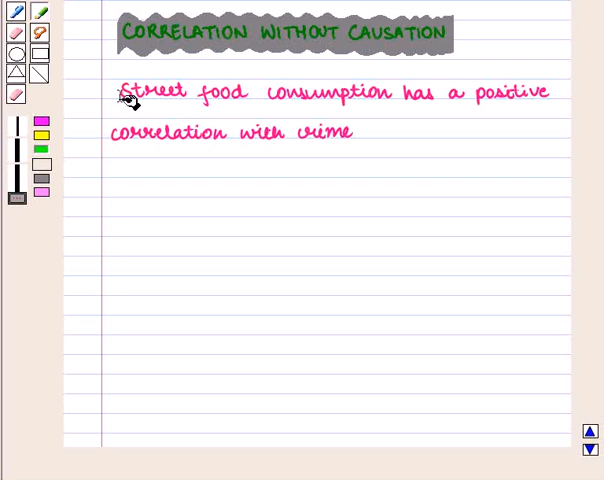 CORRELATION WITHOUT CAUSATION
Street food consumption has a positive
correlation with crime